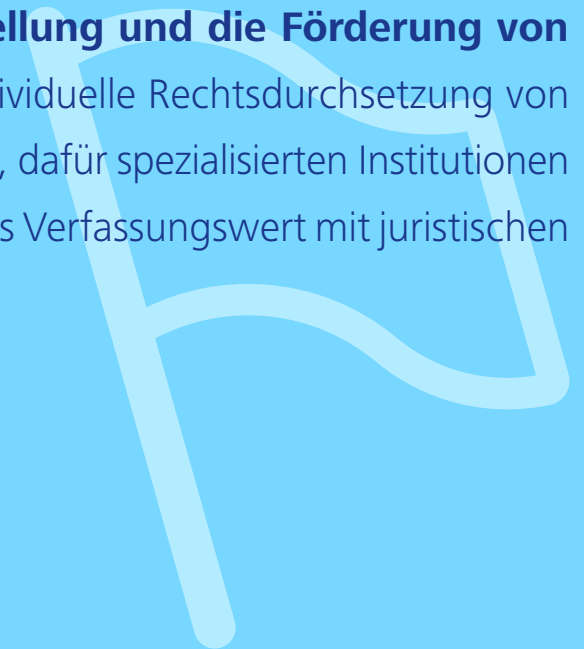 ellung und die Förderung von
ividuelle Rechtsdurchsetzung von
, dafür spezialisierten Institutionen
s Verfassungswert mit juristischen